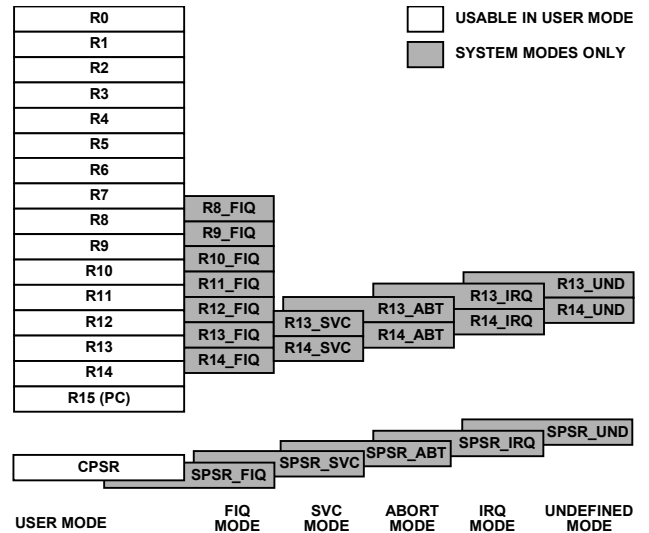 R0
R1
R2
R3
R4
R5
R6
R7
R8
R9
R10
R11
R12
R13
R14
R15 (PC)
CPSR
USABLE IN USER MODE
SYSTEM MODES ONLY
R8_FIQ
R9_FIQ
R10_FIQ
R11_FIQ
R12_FIQ
R13_FIQ
R14_FIQ
R13_SVC
R14_SVC
R13_ABT
R14_ABT
R13_IRQ
R14_IRQ
R13_UND
R14_UND
SPSR_FIQ
SPSR_SVC
SPSR_ABT
SPSR_IRQ
SPSR_UND
USER MODE
FIQ
MODE
SVC
MODE
ABORT
MODE
IRQ
MODE
UNDEFINED
MODE